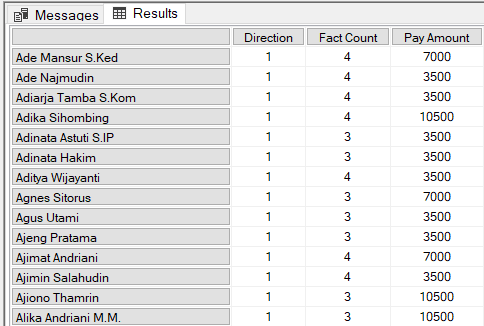 Messages Results
Direction Fact Count Pay Amount
Ade Mansur S.Ked 1 4 7000
Ade Najmudin 1 4 3500
Adiarja Tamba S.Kom 1 4 3500
Adika Sihombing 1 4 10500
Adinata Astuti S.IP 1 3 3500
Adinata Hakim 1 3 3500
Aditya Wijayanti 1 4 3500
Agnes Sitorus 1 3 7000
Agus Utami 1 3 3500
Ajeng Pratama 1 3 3500
Ajimat Andriani 1 4 7000
Ajimin Salahudin 1 4 3500
Ajiono Thamrin 1 3 10500
Alika Andriani M.M. 1 3 10500